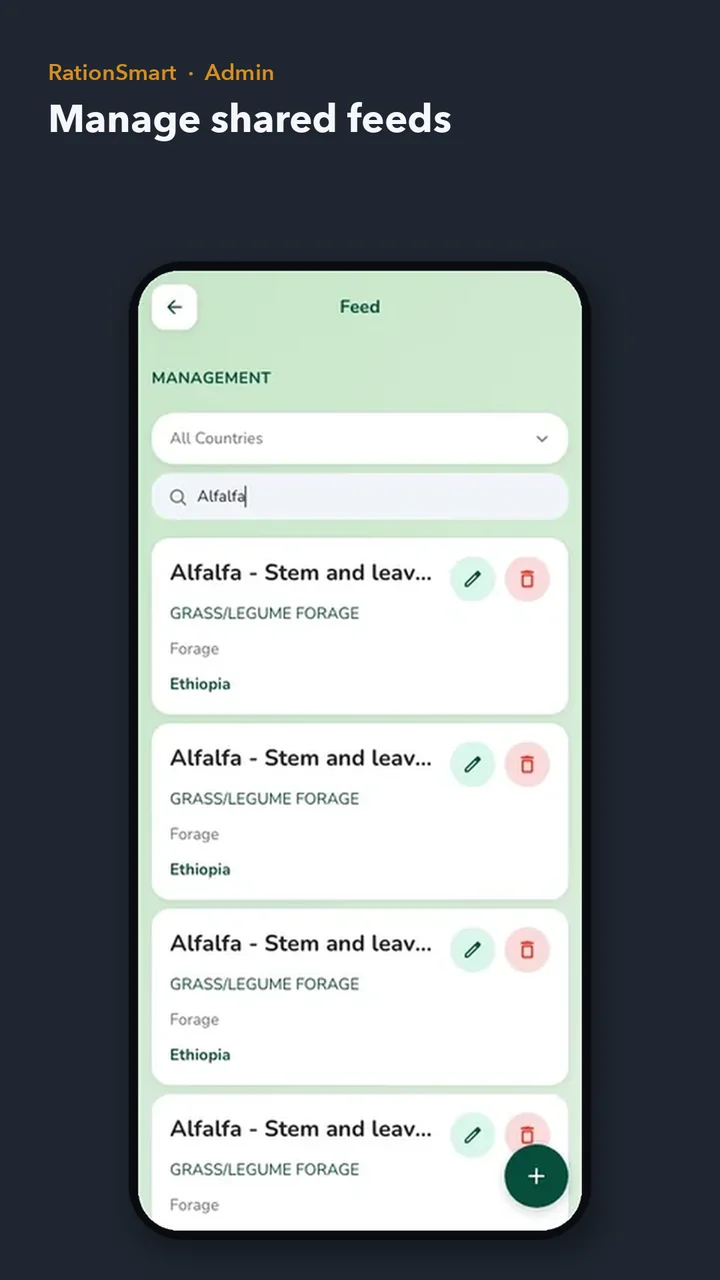 RationSmart · Admin
Manage shared feeds
Feed
MANAGEMENT
All Countries
Alfalfa
Alfalfa - Stem and leav...
GRASS/LEGUME FORAGE
Forage
Ethiopia
Alfalfa - Stem and leav...
GRASS/LEGUME FORAGE
Forage
Ethiopia
Alfalfa - Stem and leav...
GRASS/LEGUME FORAGE
Forage
Ethiopia
Alfalfa - Stem and leav...
GRASS/LEGUME FORAGE
Forage